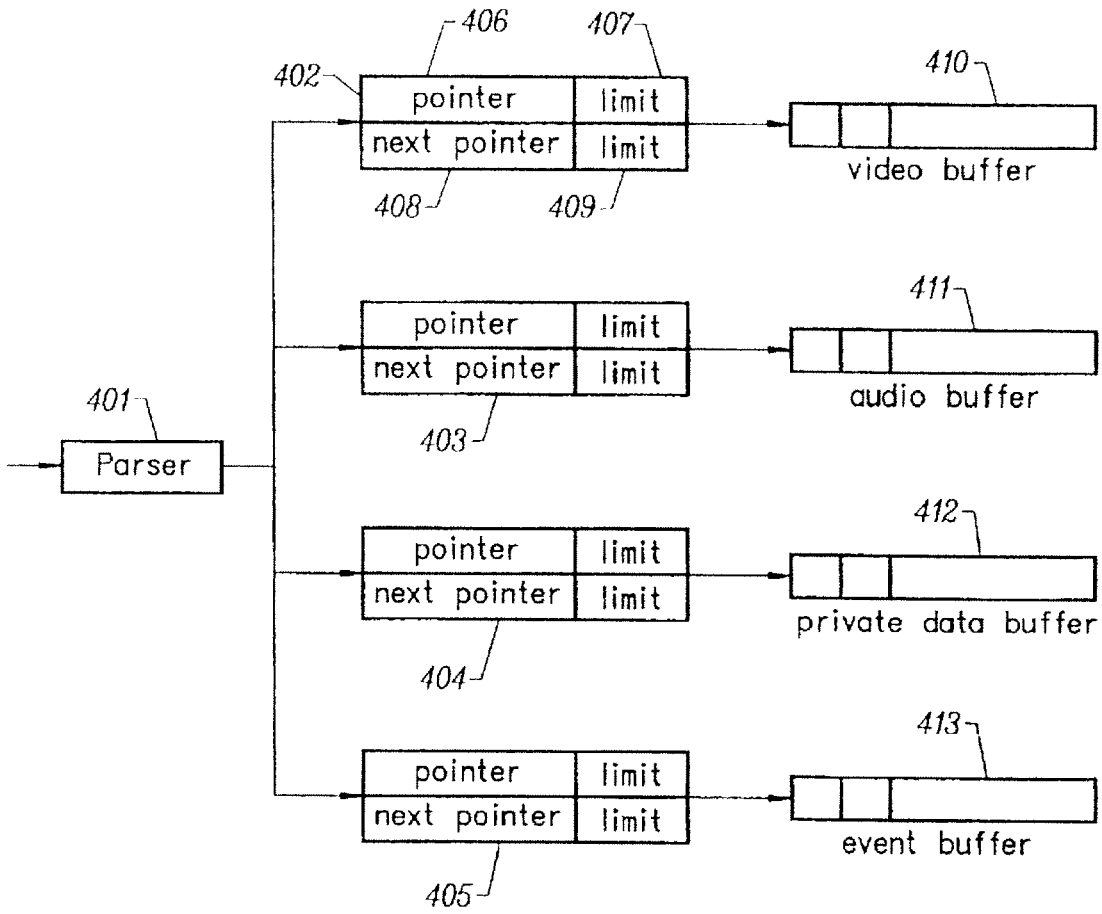 406
407
402
410
pointer limit
next pointer limit
video buffer
408
409
411
pointer limit
next pointer limit
audio buffer
401
403
Parser
412
pointer limit
next pointer limit
private data buffer
404
413
pointer limit
next pointer limit
event buffer
405